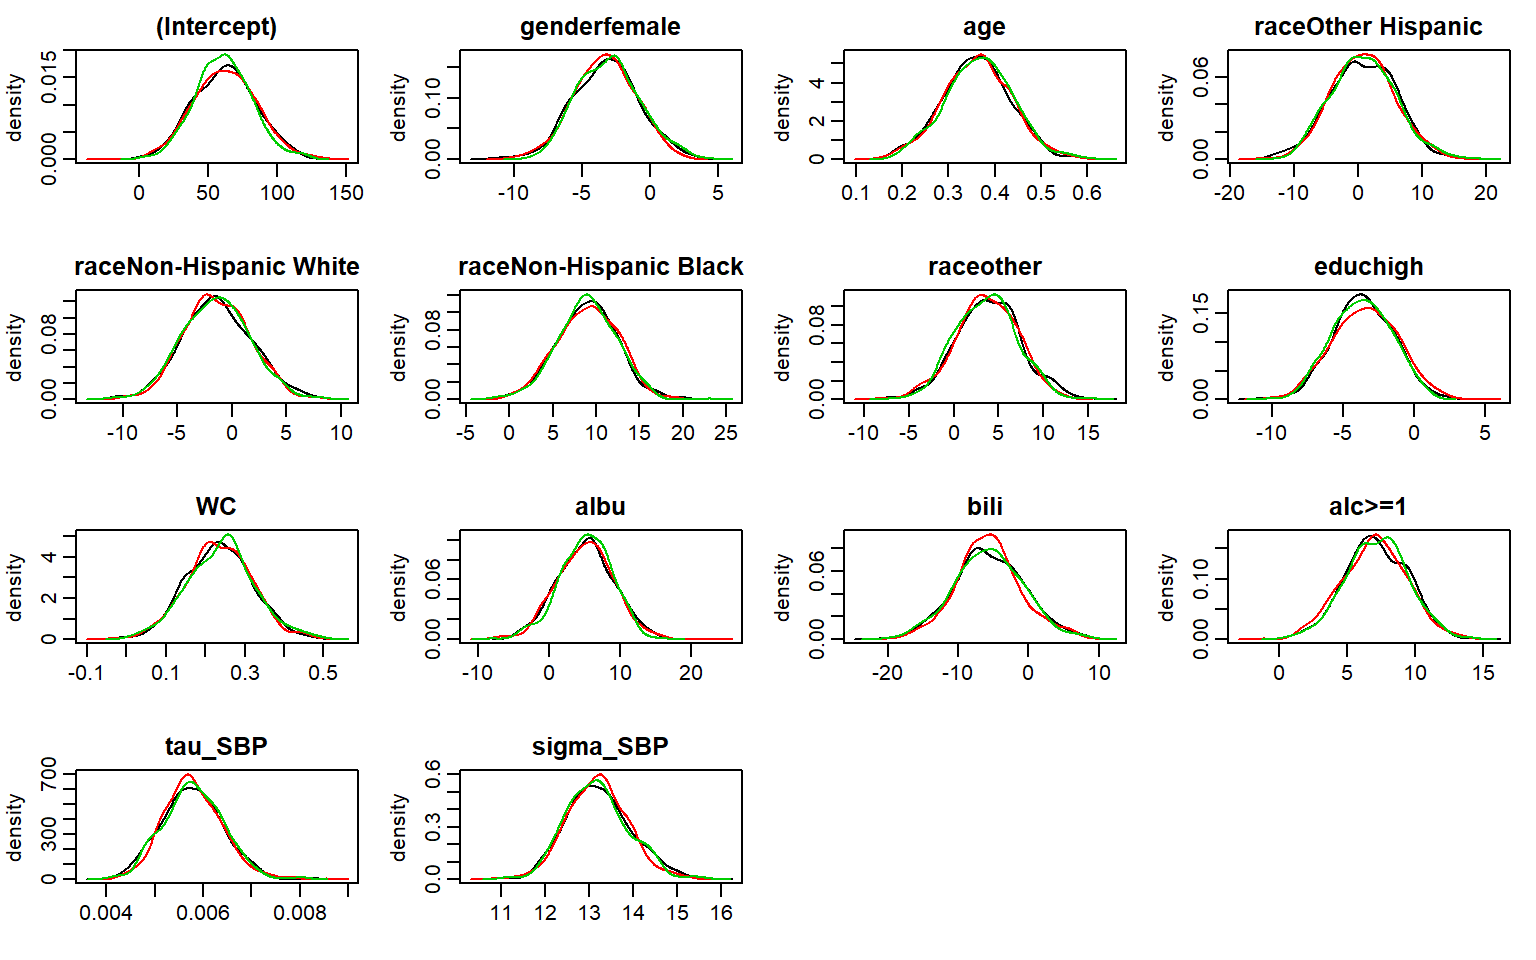 (Intercept) genderfemale age raceOther Hispanic
density 0.000 0.015 density 0.00 0.10 density 0 2 4 density 0.00 0.06
0 50 100 150 -10 -5 0 5 0.1 0.2 0.3 0.4 0.5 0.6 -20 -10 0 10 20
raceNon-Hispanic White raceNon-Hispanic Black raceother educhigh
density 0.00 0.08 density 0.00 0.08 density 0.00 0.08 density 0.00 0.15
-10 -5 0 5 10 -5 0 5 10 15 20 25 -10 -5 0 5 10 15 -10 -5 0 5
WC albu bili alc>=1
density 0 2 4 density 0.00 0.06 density 0.00 0.06 density 0.00 0.10
-0.1 0.1 0.3 0.5 -10 0 10 20 -20 -10 0 10 0 5 10 15
tau_SBP sigma_SBP
density 0 300 700 density 0.0 0.3 0.6
0.004 0.006 0.008 11 12 13 14 15 16